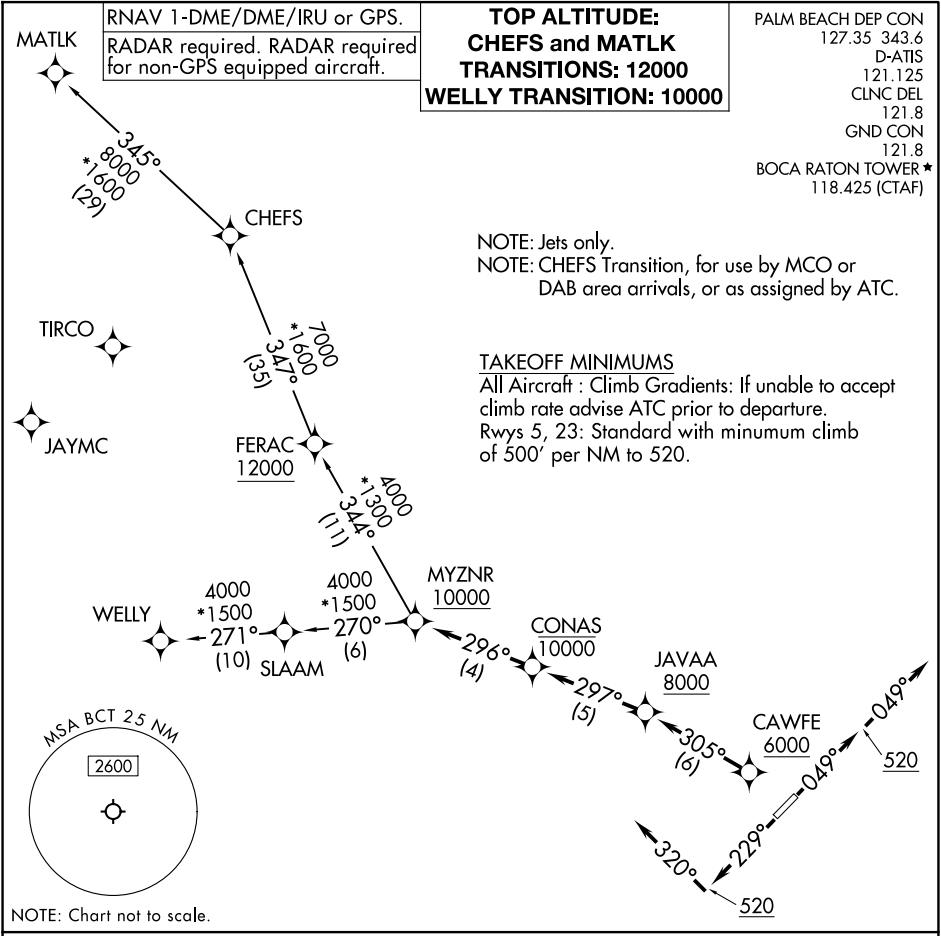 RNAV 1-DME/DME/IRU or GPS.
RADAR required. RADAR required
for non-GPS equipped aircraft.
TOP ALTITUDE:
CHEFS and MATLK
TRANSITIONS: 12000
WELLY TRANSITION: 10000
PALM BEACH DEP CON
127.35 343.6
D-ATIS
121.125
CLNC DEL
121.8
GND CON
121.8
BOCA RATON TOWER★
118.425 (CTAF)
MATLK
345°
8000
*1600
(29)
CHEFS
NOTE: Jets only.
NOTE: CHEFS Transition, for use by MCO or
DAB area arrivals, or as assigned by ATC.
TIRCO
7000
*1600
347°
(35)
TAKEOFF MINIMUMS
All Aircraft : Climb Gradients: If unable to accept
climb rate advise ATC prior to departure.
Rwys 5, 23: Standard with minumum climb
of 500' per NM to 520.
JAYMC
FERAC
12000
4000
*1300
344°
(11)
MYZNR
10000
4000
*1500
270°
(6)
4000
*1500
271°
(10)
WELLY
SLAAM
296°
(4)
CONAS
10000
297°
(5)
JAVAA
8000
305°
(6)
CAWFE
6000
049°
520
049°
229°
320°
520
MSA BCT 25 NM
2600
NOTE: Chart not to scale.